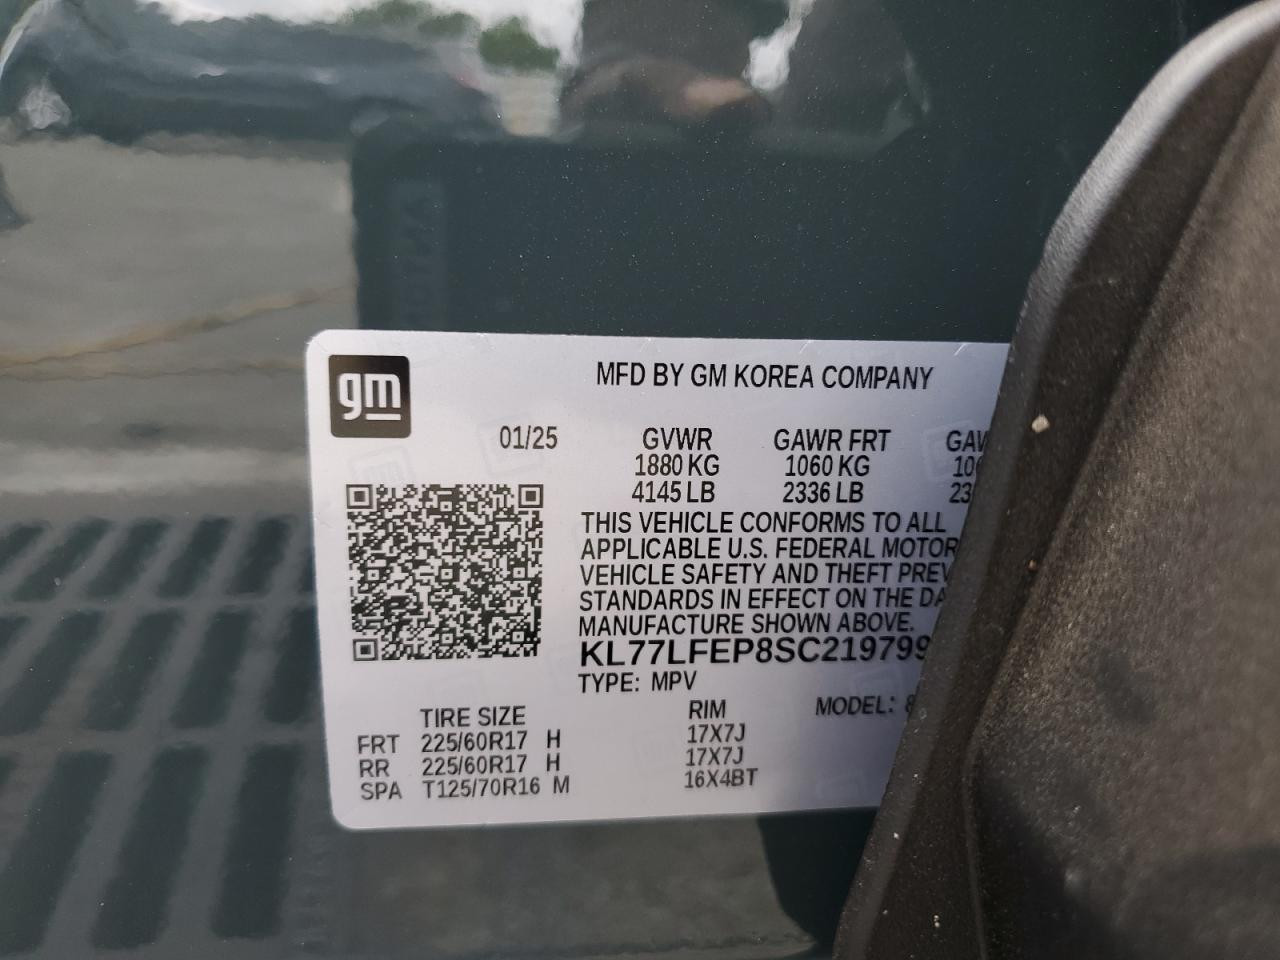 gm
MFD BY GM KOREA COMPANY
01/25
GVWR GAWR FRT
1880 KG 1060 KG
4145 LB 2336 LB
THIS VEHICLE CONFORMS TO ALL
APPLICABLE U.S. FEDERAL MOTOR
VEHICLE SAFETY AND THEFT
STANDARDS IN EFFECT ON THE
MANUFACTURE SHOWN ABOVE.
KL77LFEP8SC219799
TYPE: MPV
MODEL:
TIRE SIZE RIM
FRT 225/60R17 H 17X7J
RR 225/60R17 H 17X7J
SPA T125/70R16 M 16X4BT